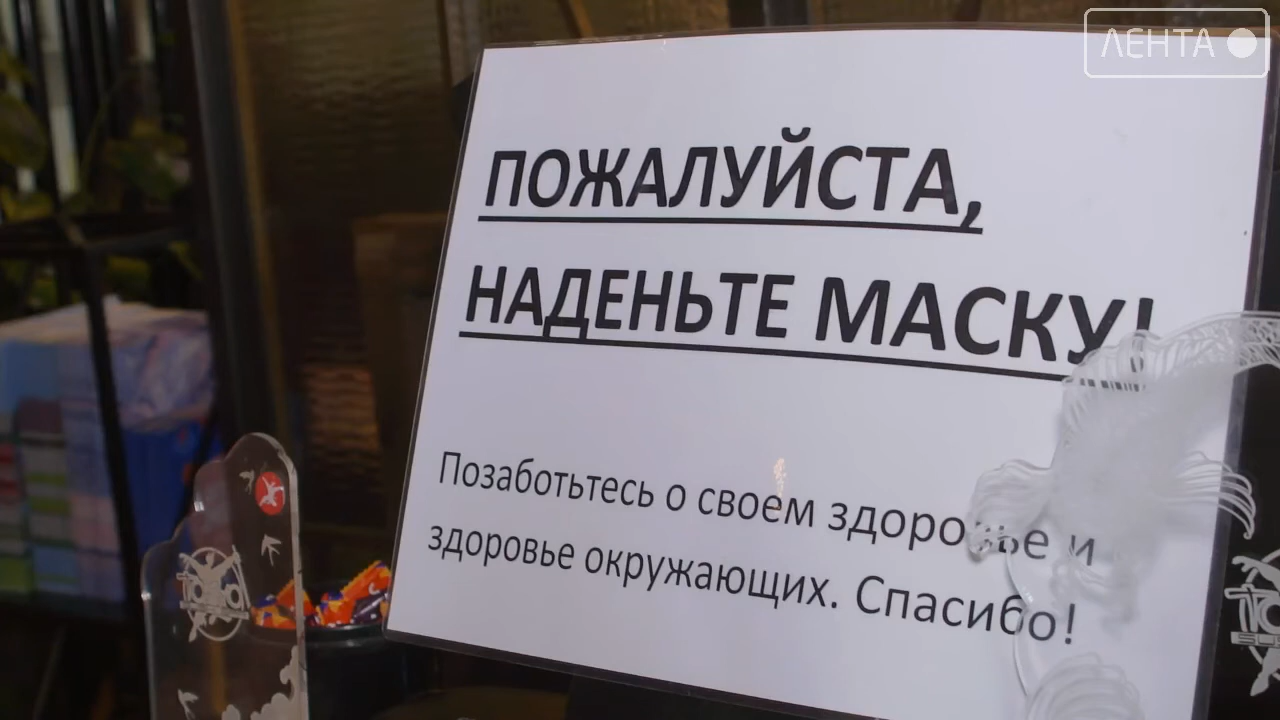 ЛЕНТА
ПОЖАЛУЙСТА,
НАДЕНЬТЕ МАСКУ!
Позаботьтесь о своем здоровье и
здоровье окружающих. Спасибо!